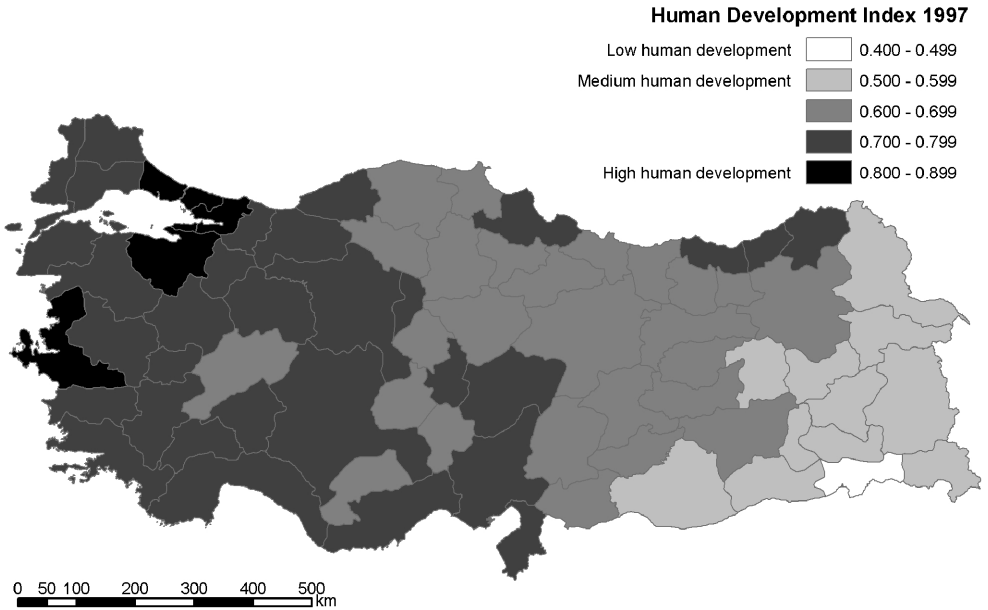 Human Development Index 1997
Low human development 0.400 - 0.499
Medium human development 0.500 - 0.599
0.600 - 0.699
0.700 - 0.799
High human development 0.800 - 0.899
0 50 100 200 300 400 500
km